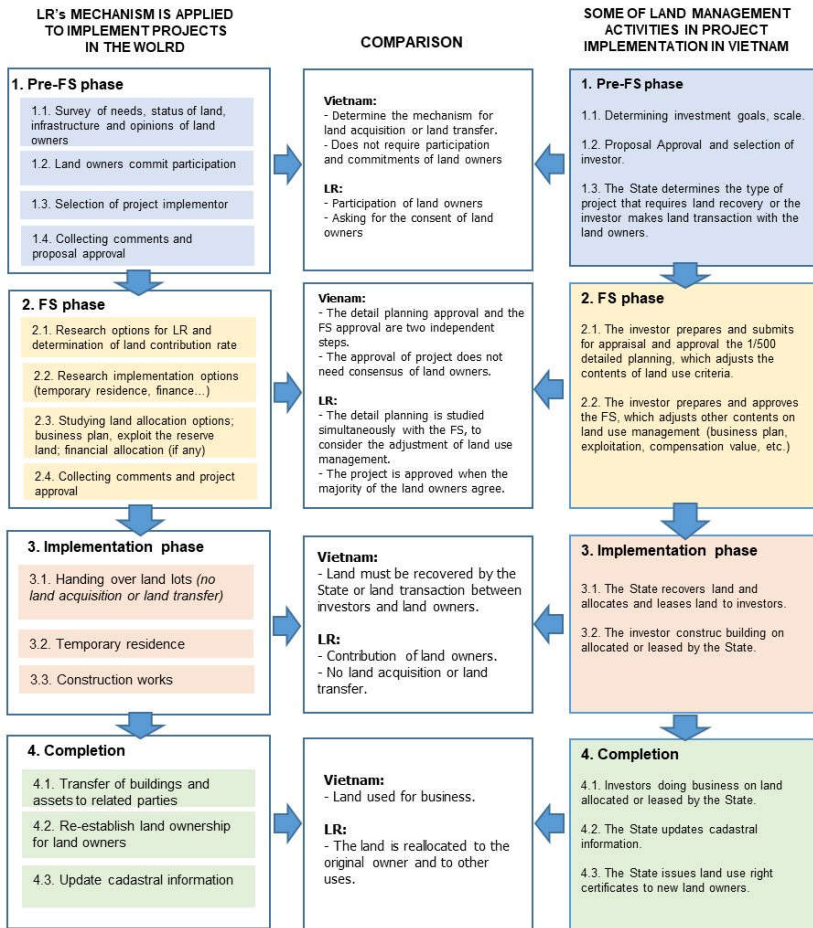 LR's MECHANISM IS APPLIED
TO IMPLEMENT PROJECTS
IN THE WOLRD
1. Pre-FS phase
1.1. Survey of needs, status of land,
infrastructure and opinions of land
owners
1.2. Land owners commit participation
1.3. Selection of project implementor
1.4. Collecting comments and
proposal approval
2. FS phase
2.1. Research options for LR and
determination of land contribution rate
2.2. Research implementation options
(temporary residence, finance…)
2.3. Studying land allocation options;
business plan, exploit the reserve
land; financial allocation (if any)
2.4. Collecting comments and project
approval
3. Implementation phase
3.1. Handing over land lots (no
land acquisition or land transfer)
3.2. Temporary residence
3.3. Construction works
4. Completion
4.1. Transfer of buildings and
assets to related parties
4.2. Re-establish land ownership
for land owners
4.3. Update cadastral information
COMPARISON
Vietnam:
- Determine the mechanism for
land acquisition or land transfer.
- Does not require participation
and commitments of land owners
LR:
- Participation of land owners
- Asking for the consent of land
owners
Vienam:
- The detail planning approval and the
FS approval are two independent
steps.
- The approval of project does not
need consensus of land owners.
LR:
- The detail planning is studied
simultaneously with the FS, to
consider the adjustment of land use
management.
- The project is approved when the
majority of the land owners agree.
Vietnam:
- Land must be recovered by the
State or land transaction between
investors and land owners.
LR:
- Contribution of land owners.
- No land acquisition or land
transfer.
Vietnam:
- Land used for business.
LR:
- The land is reallocated to the
original owner and to other
uses.
SOME OF LAND MANAGEMENT
ACTIVITIES IN PROJECT
IMPLEMENTATION IN VIETNAM
1. Pre-FS phase
1.1. Determining investment goals, scale.
1.2. Proposal Approval and selection of
investor.
1.3. The State determines the type of
project that requires land recovery or the
investor makes land transaction with the
land owners.
2. FS phase
2.1. The investor prepares and submits
for appraisal and approval the 1/500
detailed planning, which adjusts the
contents of land use criteria.
2.2. The investor prepares and approves
the FS, which adjusts other contents on
land use management (business plan,
exploitation, compensation value, etc.)
3. Implementation phase
3.1. The State recovers land and
allocates and leases land to investors.
3.2. The investor construc building on
allocated or leased by the State.
4. Completion
4.1. Investors doing business on land
allocated or leased by the State.
4.2. The State updates cadastral
information.
4.3. The State issues land use right
certificates to new land owners.